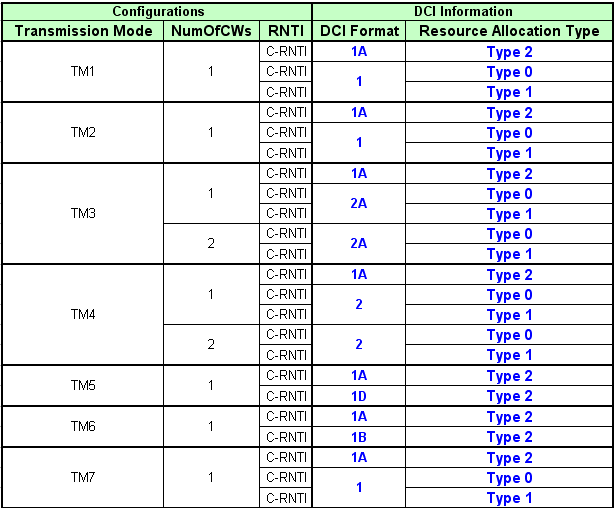 Configurations DCI Information
Transmission Mode NumOfCWs RNTI DCI Format Resource Allocation Type
TM1 1 C-RNTI 1A Type 2
C-RNTI 1 Type 0
C-RNTI Type 1
TM2 1 C-RNTI 1A Type 2
C-RNTI 1 Type 0
C-RNTI Type 1
TM3 1 C-RNTI 1A Type 2
C-RNTI 2A Type 0
C-RNTI Type 1
2 C-RNTI 2A Type 0
C-RNTI Type 1
TM4 1 C-RNTI 1A Type 2
C-RNTI 2 Type 0
C-RNTI Type 1
2 C-RNTI 2 Type 0
C-RNTI Type 1
TM5 1 C-RNTI 1A Type 2
C-RNTI 1D Type 2
TM6 1 C-RNTI 1A Type 2
C-RNTI 1B Type 2
TM7 1 C-RNTI 1A Type 2
C-RNTI 1 Type 0
C-RNTI Type 1